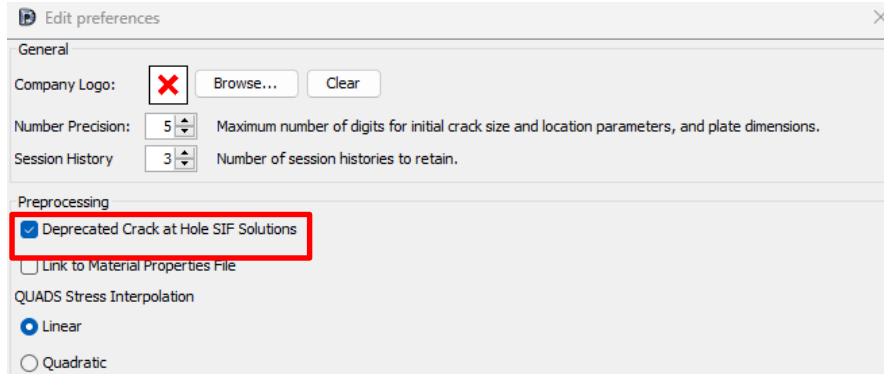 Edit preferences
General
Company Logo: Browse... Clear
Number Precision: 5 Maximum number of digits for initial crack size and location parameters, and plate dimensions.
Session History 3 Number of session histories to retain.
Preprocessing
Deprecated Crack at Hole SIF Solutions
Link to Material Properties File
QUADS Stress Interpolation
Linear
Quadratic